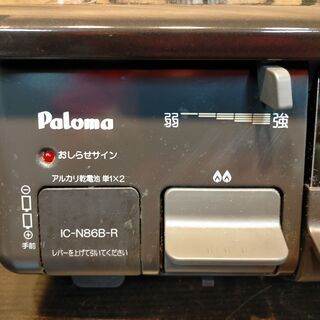 Paloma
弱 強
おしらせサイン
アルカリ乾電池 単1×2
⊖
⊕
手前
IC-N86B-R
レバーを上げて引いてください